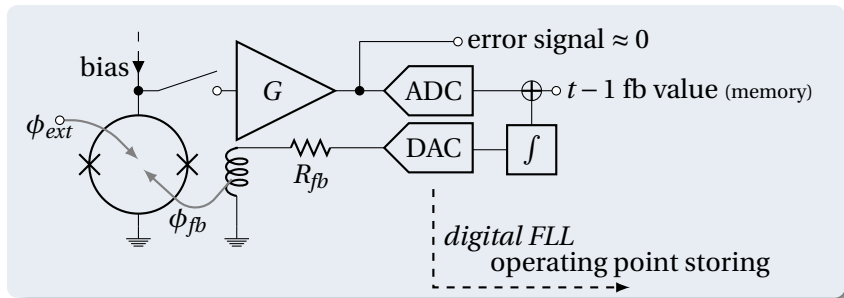 error signal ≈ 0
bias
G
ADC
t − 1 fb value (memory)
ϕext
DAC
∫
Rfb
ϕfb
digital FLL
operating point storing